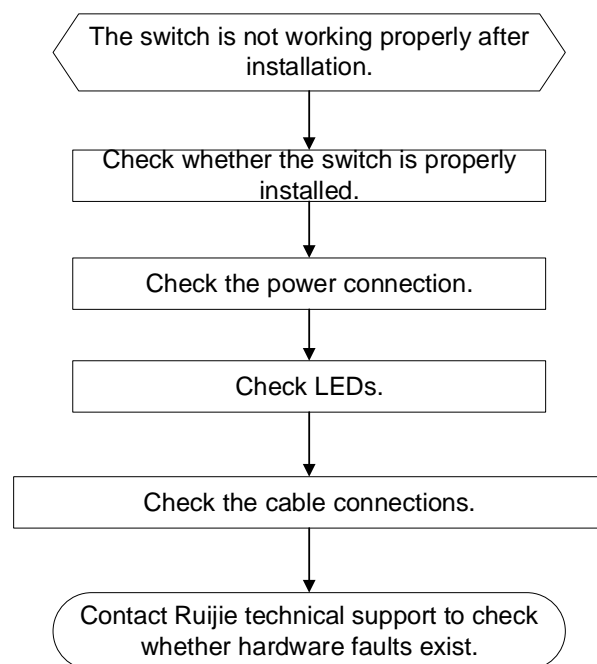 The switch is not working properly after
installation.
Check whether the switch is properly
installed.
Check the power connection.
Check LEDs.
Check the cable connections.
Contact Ruijie technical support to check
whether hardware faults exist.